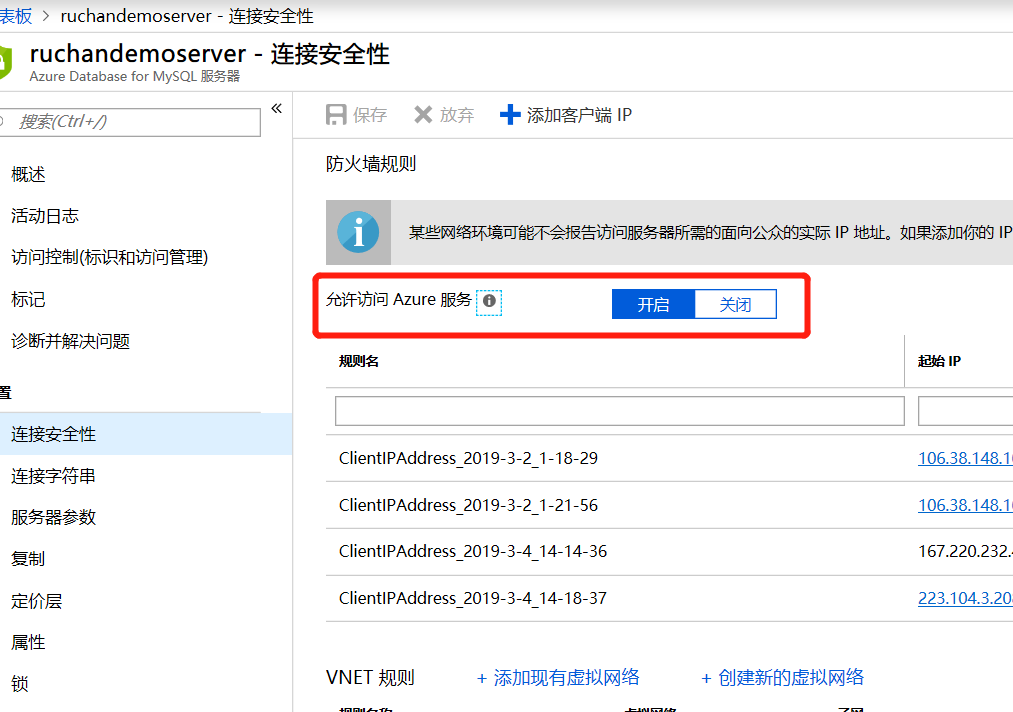 表板 > ruchandemoserver - 连接安全性
ruchandemoserver - 连接安全性
Azure Database for MySQL 服务器
搜索(Ctrl+/)
«
保存 放弃 添加客户端 IP
概述
活动日志
访问控制(标识和访问管理)
标记
诊断并解决问题
置
连接安全性
连接字符串
服务器参数
复制
定价层
属性
锁
防火墙规则
某些网络环境可能不会报告访问服务器所需的面向公众的实际 IP 地址。如果添加你的 IP
允许访问 Azure 服务 开启 关闭
规则名 起始 IP
ClientIPAddress_2019-3-2_1-18-29 106.38.148.1
ClientIPAddress_2019-3-2_1-21-56 106.38.148.1
ClientIPAddress_2019-3-4_14-14-36 167.220.232.
ClientIPAddress_2019-3-4_14-18-37 223.104.3.20
VNET 规则 + 添加现有虚拟网络 + 创建新的虚拟网络
规则名称 虚拟网络 子网